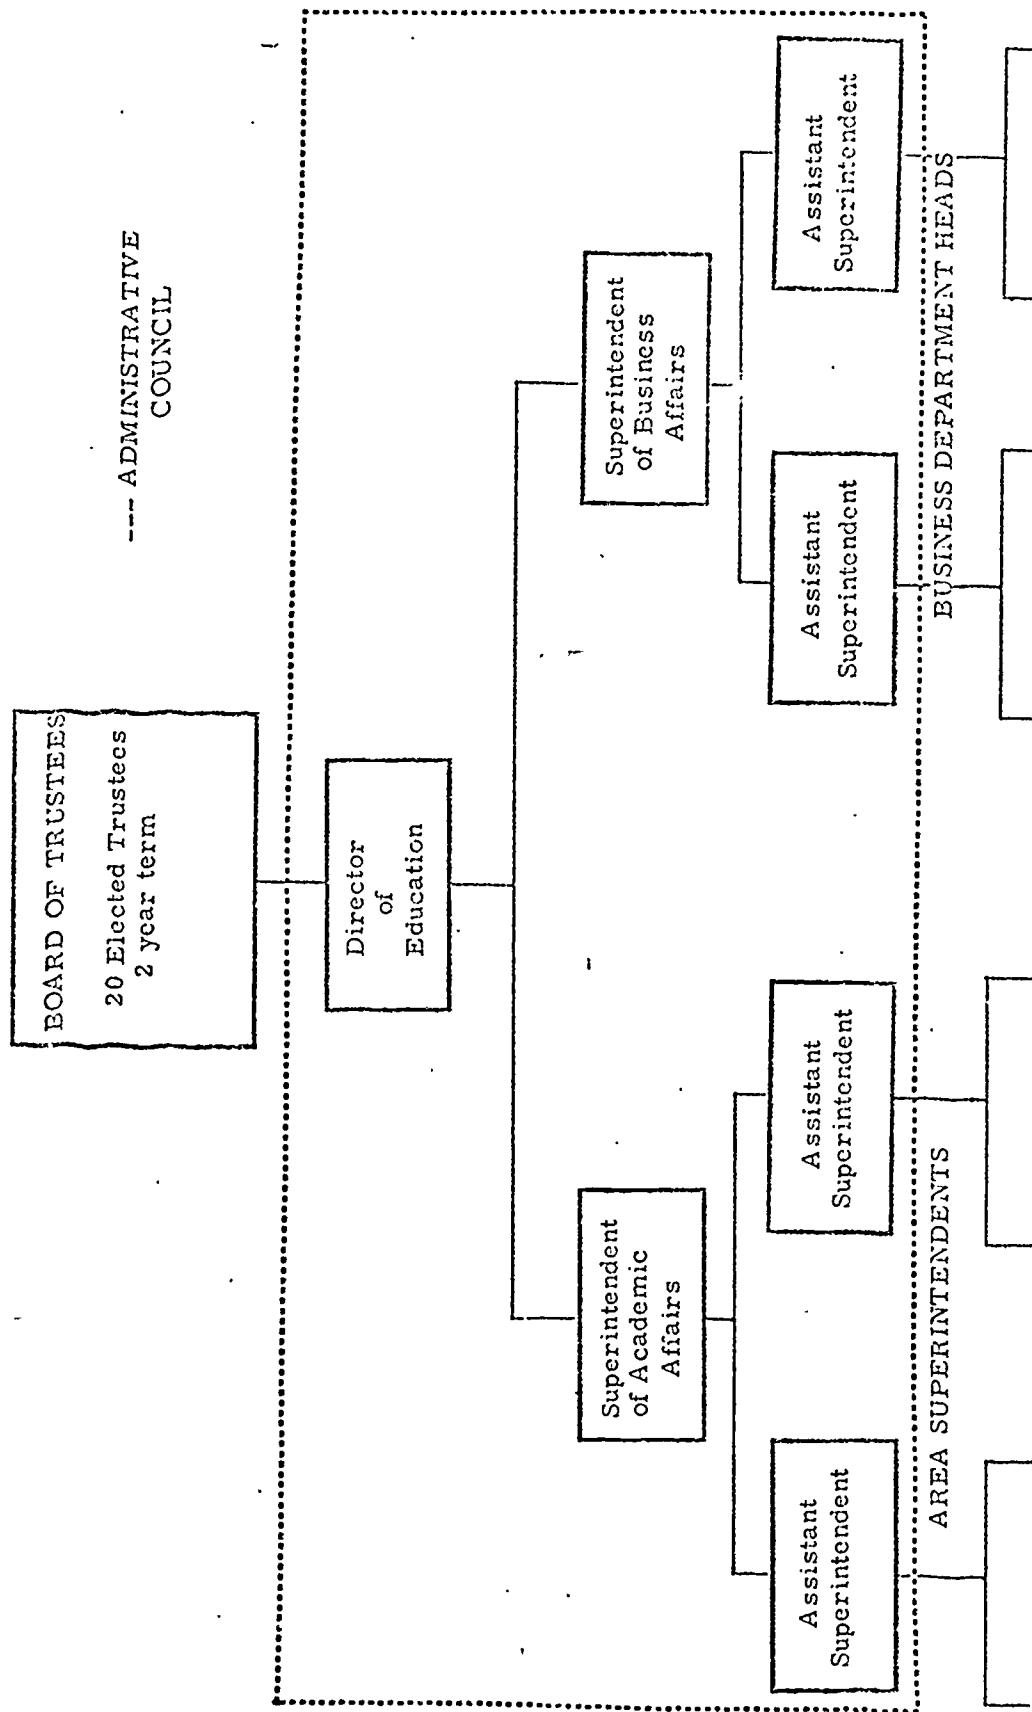 BOARD OF TRUSTEES
20 Elected Trustees
2 year term
--- ADMINISTRATIVE
COUNCIL
Director
of
Education
Superintendent
of Academic
Affairs
Superintendent
of Business
Affairs
Assistant
Superintendent
Assistant
Superintendent
Assistant
Superintendent
Assistant
Superintendent
AREA SUPERINTENDENTS
BUSINESS DEPARTMENT HEADS